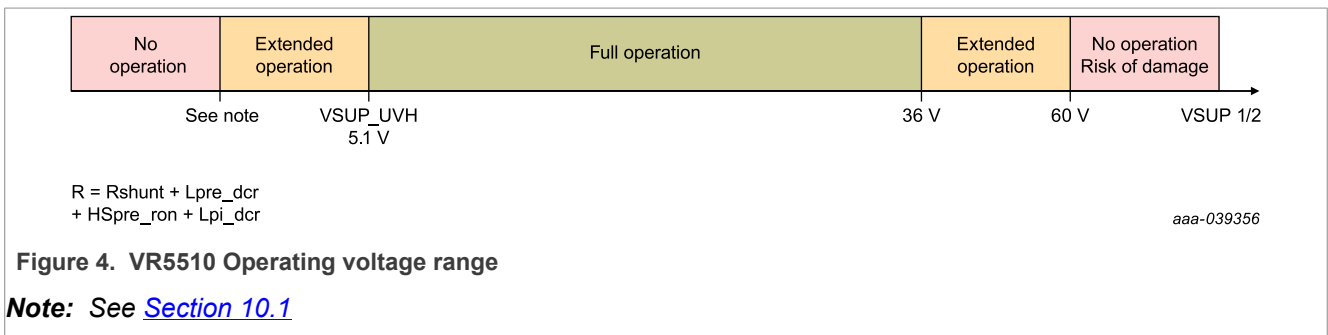 No
operation
Extended
operation
Full operation
Extended
operation
No operation
Risk of damage
See note
VSUP_UVH
5.1 V
36 V
60 V
VSUP 1/2
R = Rshunt + Lpre_dcr
+ HSpre_ron + Lpi_dcr
aaa-039356
Figure 4. VR5510 Operating voltage range
Note: See Section 10.1